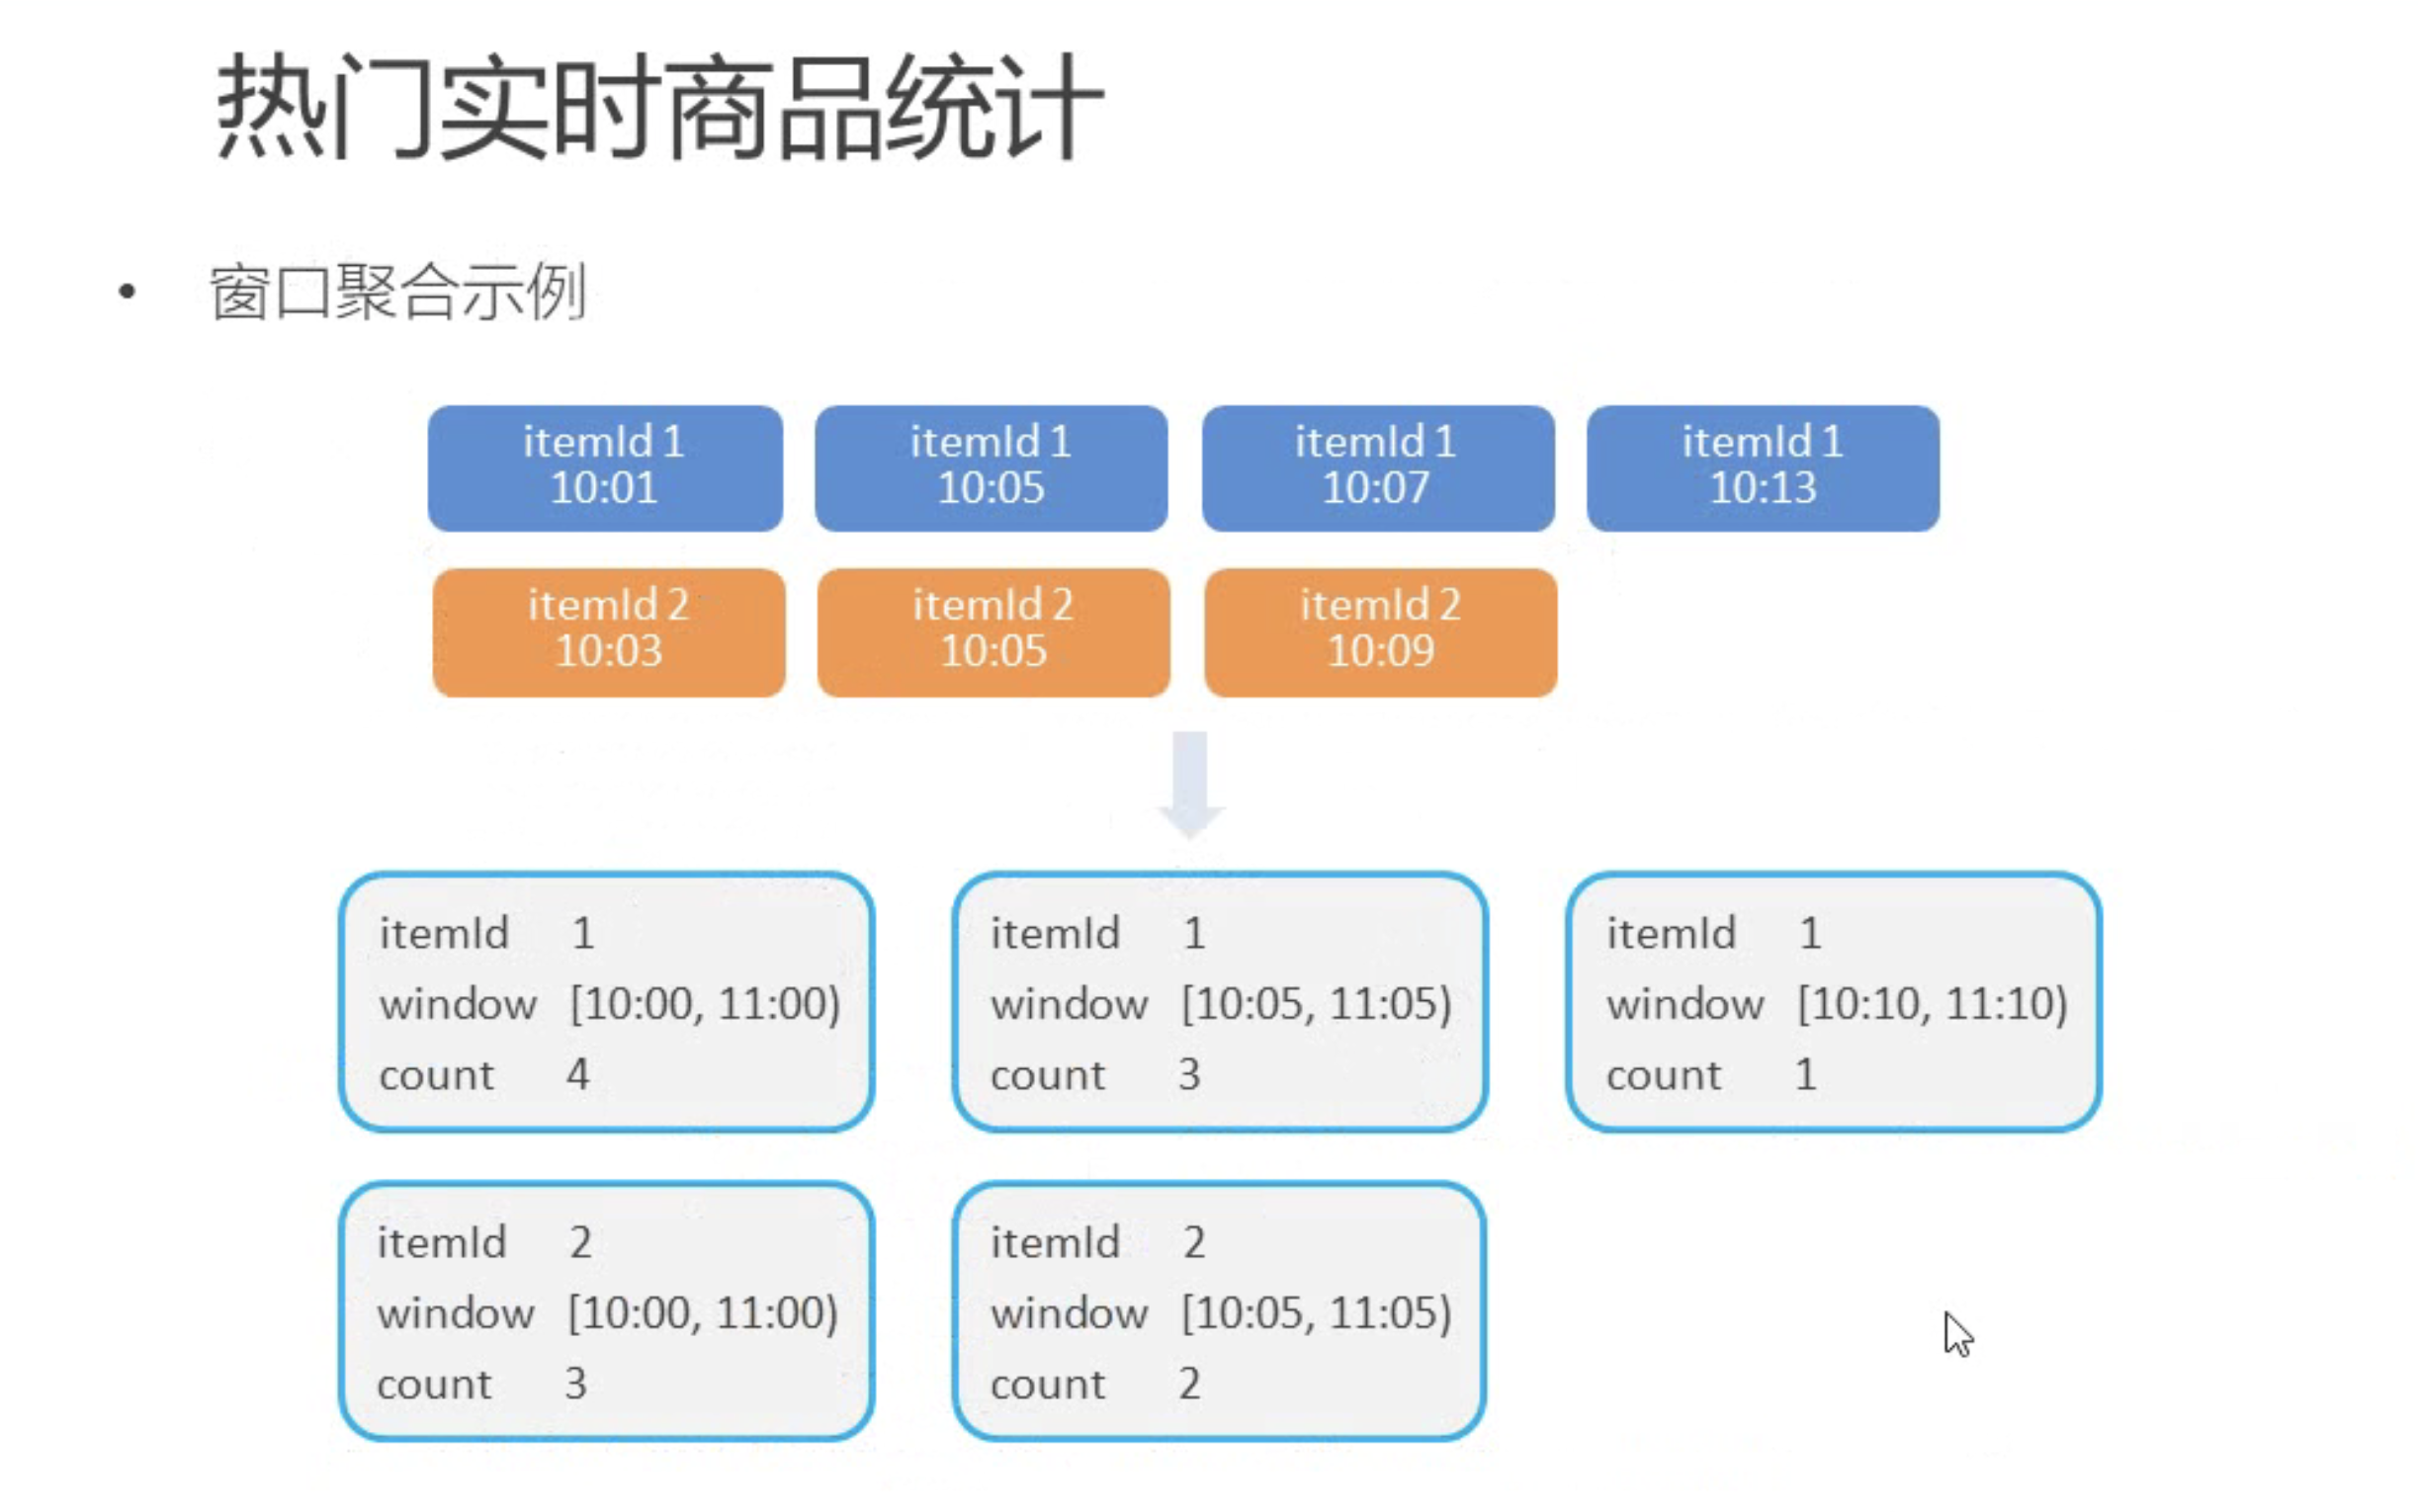 热门实时商品统计
• 窗口聚合示例
itemId 1
10:01
itemId 1
10:05
itemId 1
10:07
itemId 1
10:13
itemId 2
10:03
itemId 2
10:05
itemId 2
10:09
itemId 1
window [10:00, 11:00)
count 4
itemId 1
window [10:05, 11:05)
count 3
itemId 1
window [10:10, 11:10)
count 1
itemId 2
window [10:00, 11:00)
count 3
itemId 2
window [10:05, 11:05)
count 2